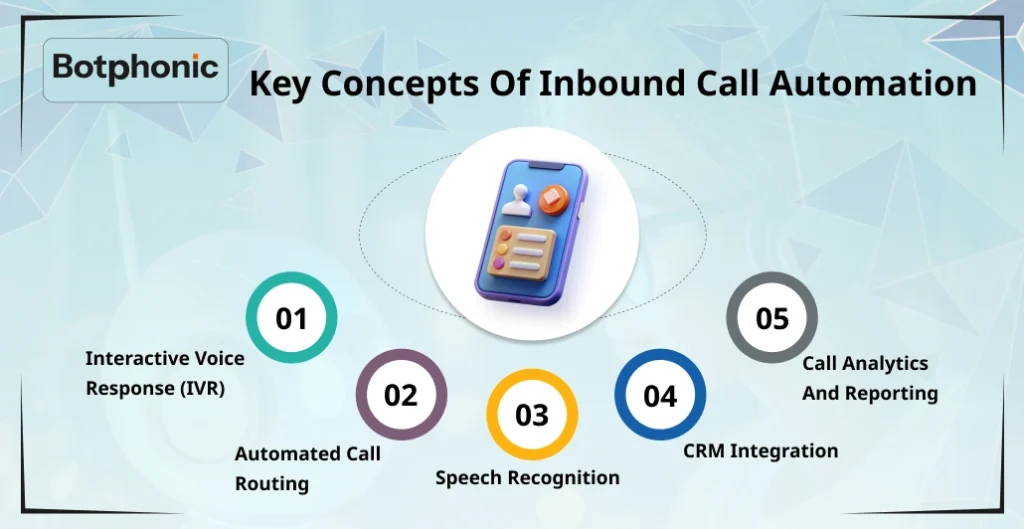 Botphonic
Key Concepts Of Inbound Call Automation
01
Interactive Voice
Response (IVR)
02
Automated Call
Routing
03
Speech Recognition
04
CRM Integration
05
Call Analytics
And Reporting